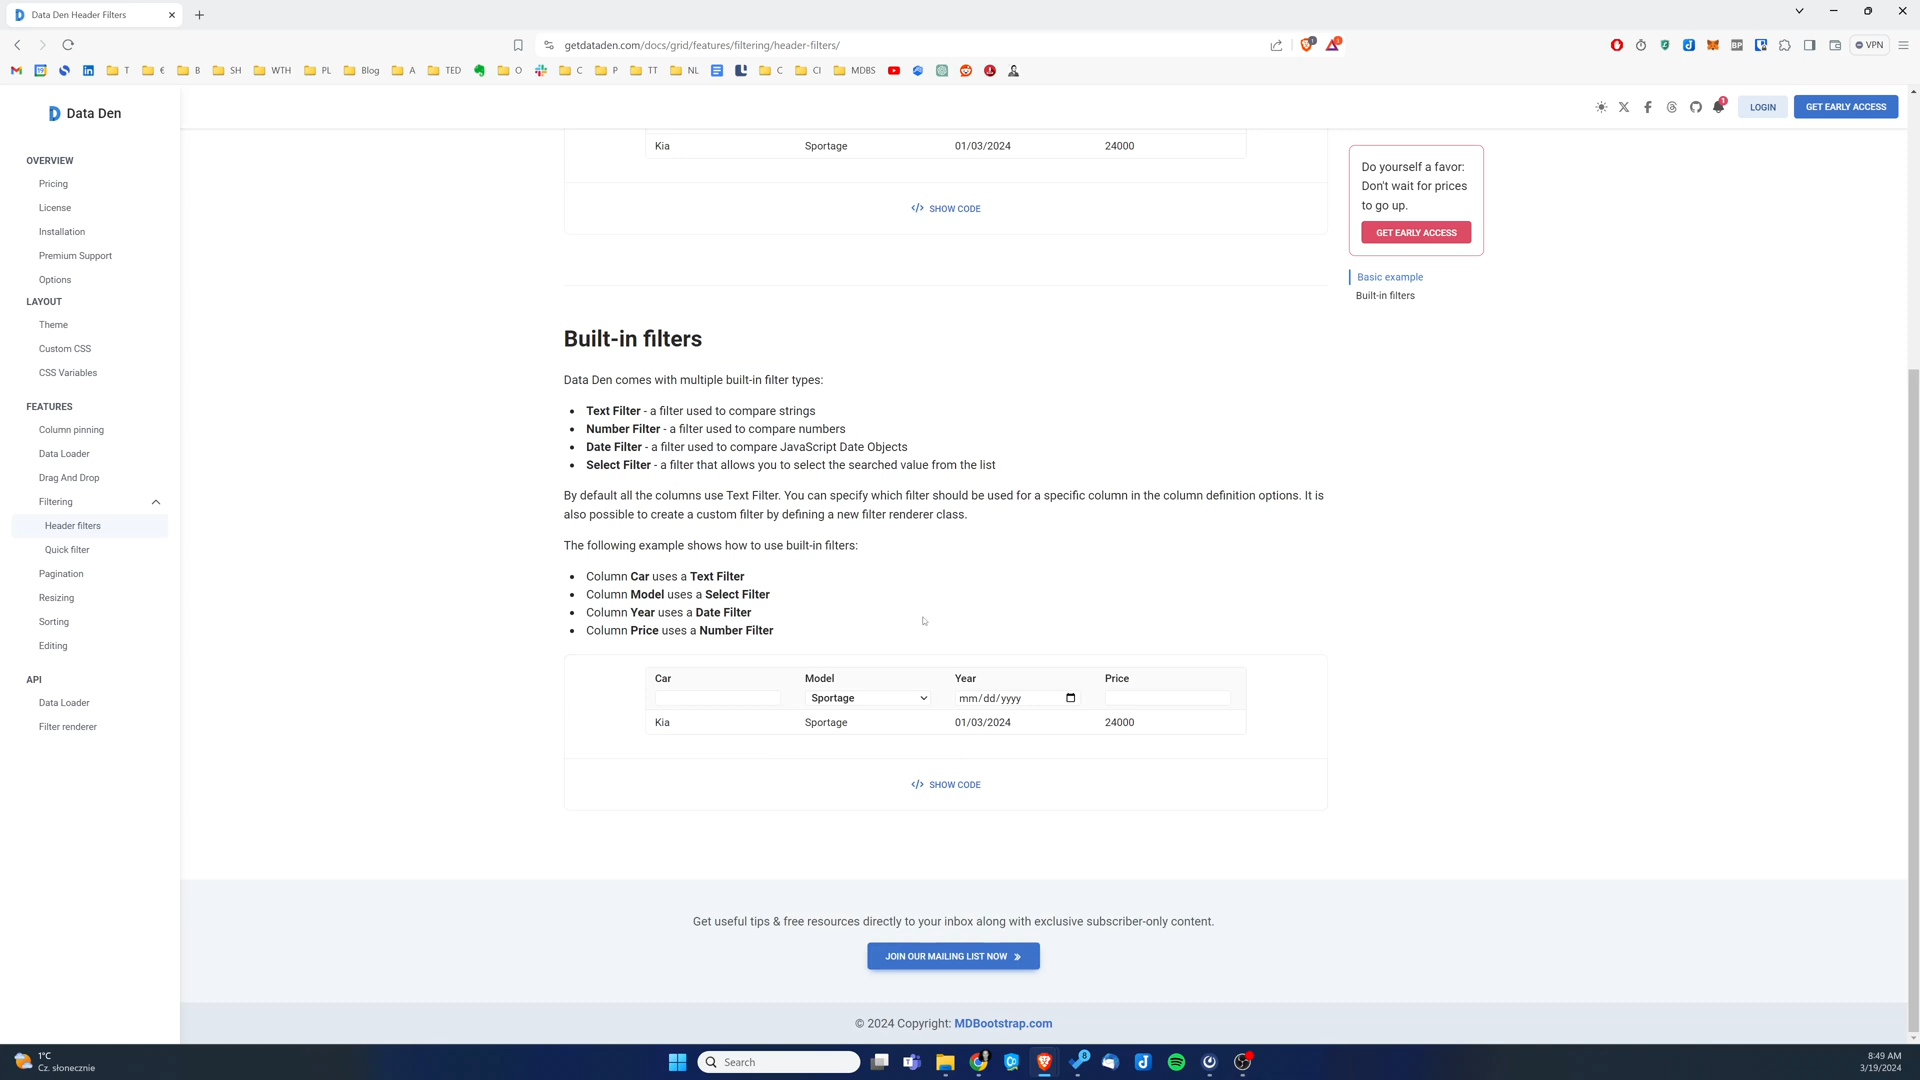 Data Den Header Filters
getdataden.com/docs/grid/features/filtering/header-filters/
VPN
T € B SH WTH PL Blog A TED O C P TT NL C CI MDBS
Data Den
LOGIN
GET EARLY ACCESS
OVERVIEW
Pricing
License
Installation
Premium Support
Options
LAYOUT
Theme
Custom CSS
CSS Variables
FEATURES
Column pinning
Data Loader
Drag And Drop
Filtering
Header filters
Quick filter
Pagination
Resizing
Sorting
Editing
API
Data Loader
Filter renderer
Kia Sportage 01/03/2024 24000
</> SHOW CODE
Built-in filters
Data Den comes with multiple built-in filter types:
• Text Filter - a filter used to compare strings
• Number Filter - a filter used to compare numbers
• Date Filter - a filter used to compare JavaScript Date Objects
• Select Filter - a filter that allows you to select the searched value from the list
By default all the columns use Text Filter. You can specify which filter should be used for a specific column in the column definition options. It is
also possible to create a custom filter by defining a new filter renderer class.
The following example shows how to use built-in filters:
• Column Car uses a Text Filter
• Column Model uses a Select Filter
• Column Year uses a Date Filter
• Column Price uses a Number Filter
Car Model Year Price
Sportage mm/dd/yyyy
Kia Sportage 01/03/2024 24000
</> SHOW CODE
Do yourself a favor:
Don't wait for prices
to go up.
GET EARLY ACCESS
Basic example
Built-in filters
Get useful tips & free resources directly to your inbox along with exclusive subscriber-only content.
JOIN OUR MAILING LIST NOW
© 2024 Copyright: MDBootstrap.com
1°C
Cz. słonecznie
Search
8
8:49 AM
3/19/2024